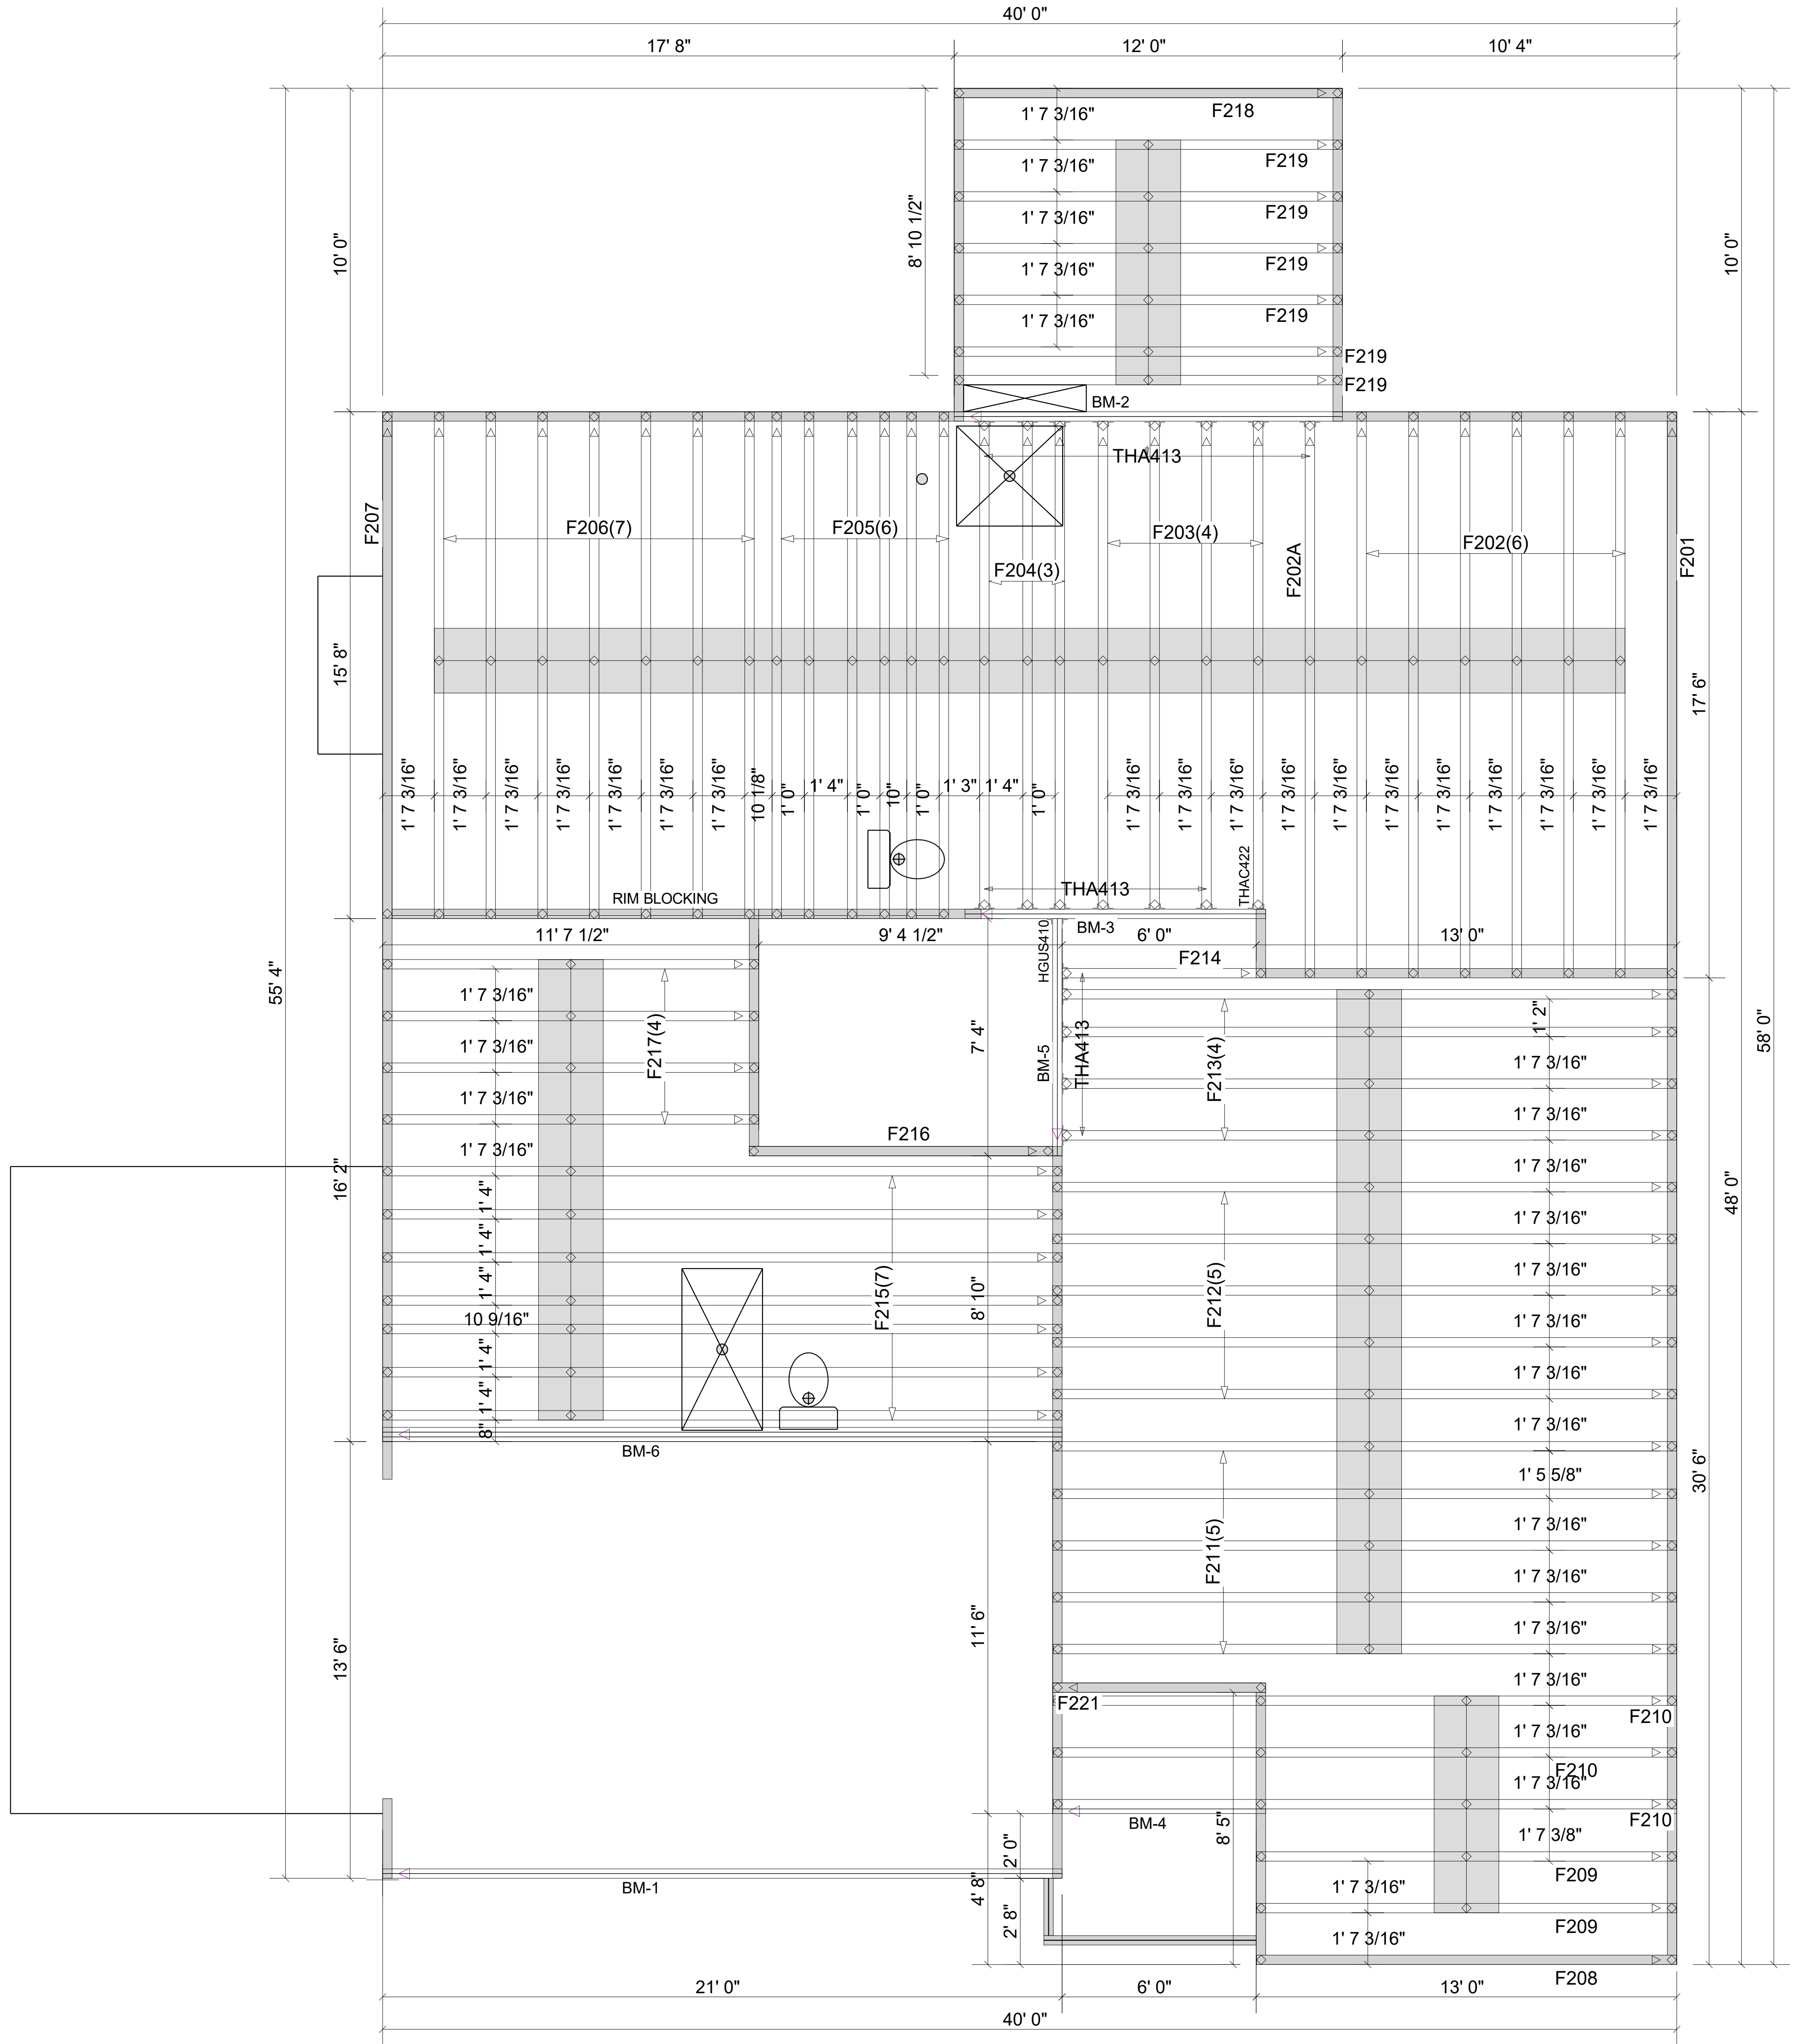 40' 0"
17' 8"
12' 0"
10' 4"
F218
1' 7 3/16"
F219
1' 7 3/16"
F219
1' 7 3/16"
F219
1' 7 3/16"
F219
1' 7 3/16"
F219
F219
8' 10 1/2"
10' 0"
10' 0"
BM-2
THA413
F207
F206(7)
F205(6)
F204(3)
F203(4)
F202A
F202(6)
F201
15' 8"
17' 6"
1' 7 3/16"
1' 7 3/16"
1' 7 3/16"
1' 7 3/16"
1' 7 3/16"
1' 7 3/16"
1' 7 3/16"
10 1/8"
1' 0"
1' 4"
1' 0"
10"
1' 0"
1' 3"
1' 4"
1' 0"
1' 7 3/16"
1' 7 3/16"
1' 7 3/16"
1' 7 3/16"
1' 7 3/16"
1' 7 3/16"
1' 7 3/16"
1' 7 3/16"
1' 7 3/16"
1' 7 3/16"
1' 7 3/16"
RIM BLOCKING
THA413
THAC422
BM-3
11' 7 1/2"
9' 4 1/2"
HGUS410
6' 0"
13' 0"
F214
55' 4"
58' 0"
48' 0"
1' 7 3/16"
1' 7 3/16"
1' 7 3/16"
1' 7 3/16"
F217(4)
7' 4"
BM-5
THA413
F213(4)
1' 2"
1' 7 3/16"
1' 7 3/16"
1' 7 3/16"
1' 7 3/16"
1' 7 3/16"
1' 7 3/16"
1' 7 3/16"
1' 7 3/16"
1' 5 5/8"
1' 7 3/16"
1' 7 3/16"
1' 7 3/16"
1' 7 3/16"
1' 7 3/16"
1' 7 3/16"
1' 7 3/8"
F216
16' 2"
1' 4"
1' 4"
1' 4"
10 9/16"
1' 4"
1' 4"
8"
F215(7)
8' 10"
F212(5)
BM-6
30' 6"
F211(5)
13' 6"
11' 6"
F221
F210
F210
F210
BM-4
8' 5"
2' 0"
4' 8"
2' 8"
F209
1' 7 3/16"
F209
1' 7 3/16"
F208
BM-1
21' 0"
6' 0"
13' 0"
40' 0"